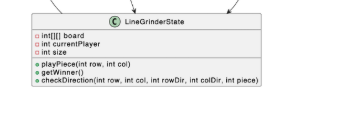 C LineGrinderState
int[][] board
int currentPlayer
int size
playPiece(int row, int col)
getWinner()
checkDirection(int row, int col, int rowDir, int colDir, int piece)